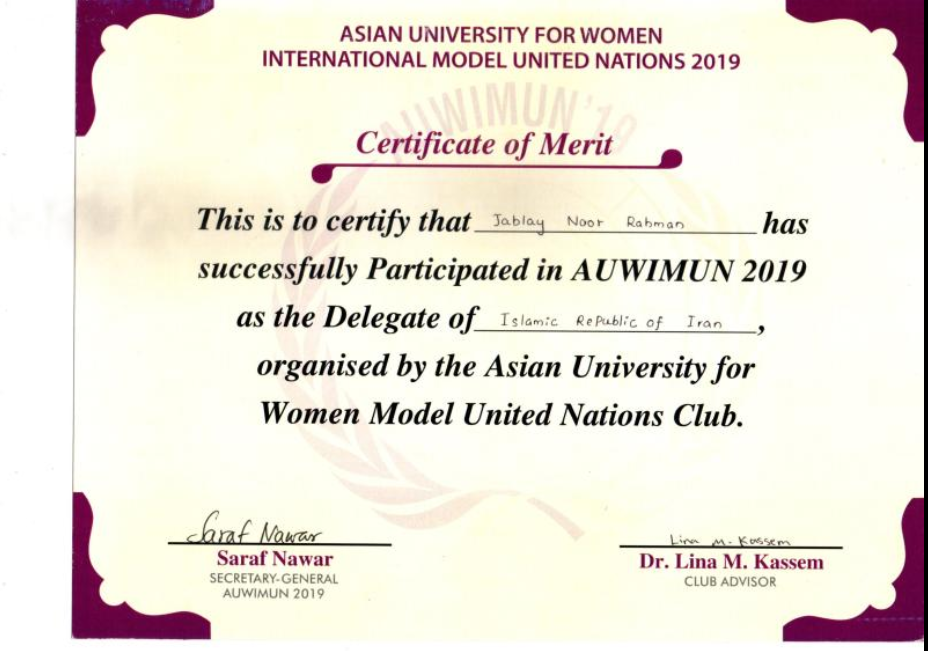 ASIAN UNIVERSITY FOR WOMEN
INTERNATIONAL MODEL UNITED NATIONS 2019
AUWIMUN'19
Certificate of Merit
This is to certify that Jablay Noor Rahman has
successfully Participated in AUWIMUN 2019
as the Delegate of Islamic RePublic of Iran,
organised by the Asian University for
Women Model United Nations Club.
Saraf Nawar Lina M. Kassem
Saraf Nawar Dr. Lina M. Kassem
SECRETARY-GENERAL CLUB ADVISOR
AUWIMUN 2019